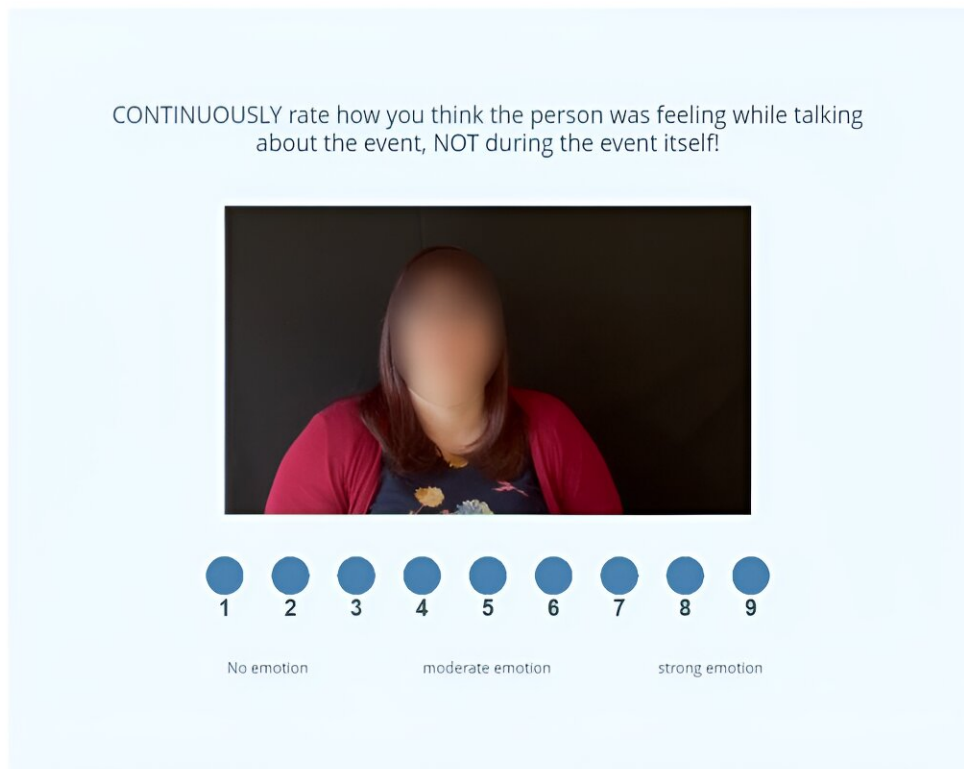 CONTINUOUSLY rate how you think the person was feeling while talking
about the event, NOT during the event itself!
1 2 3 4 5 6 7 8 9
No emotion moderate emotion strong emotion